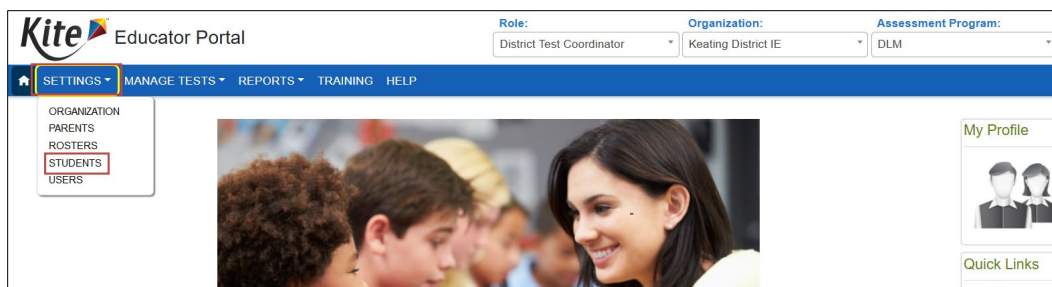 Kite Educator Portal
Role:
District Test Coordinator
Organization:
Keating District IE
Assessment Program:
DLM
SETTINGS MANAGE TESTS REPORTS TRAINING HELP
ORGANIZATION
PARENTS
ROSTERS
STUDENTS
USERS
My Profile
Quick Links